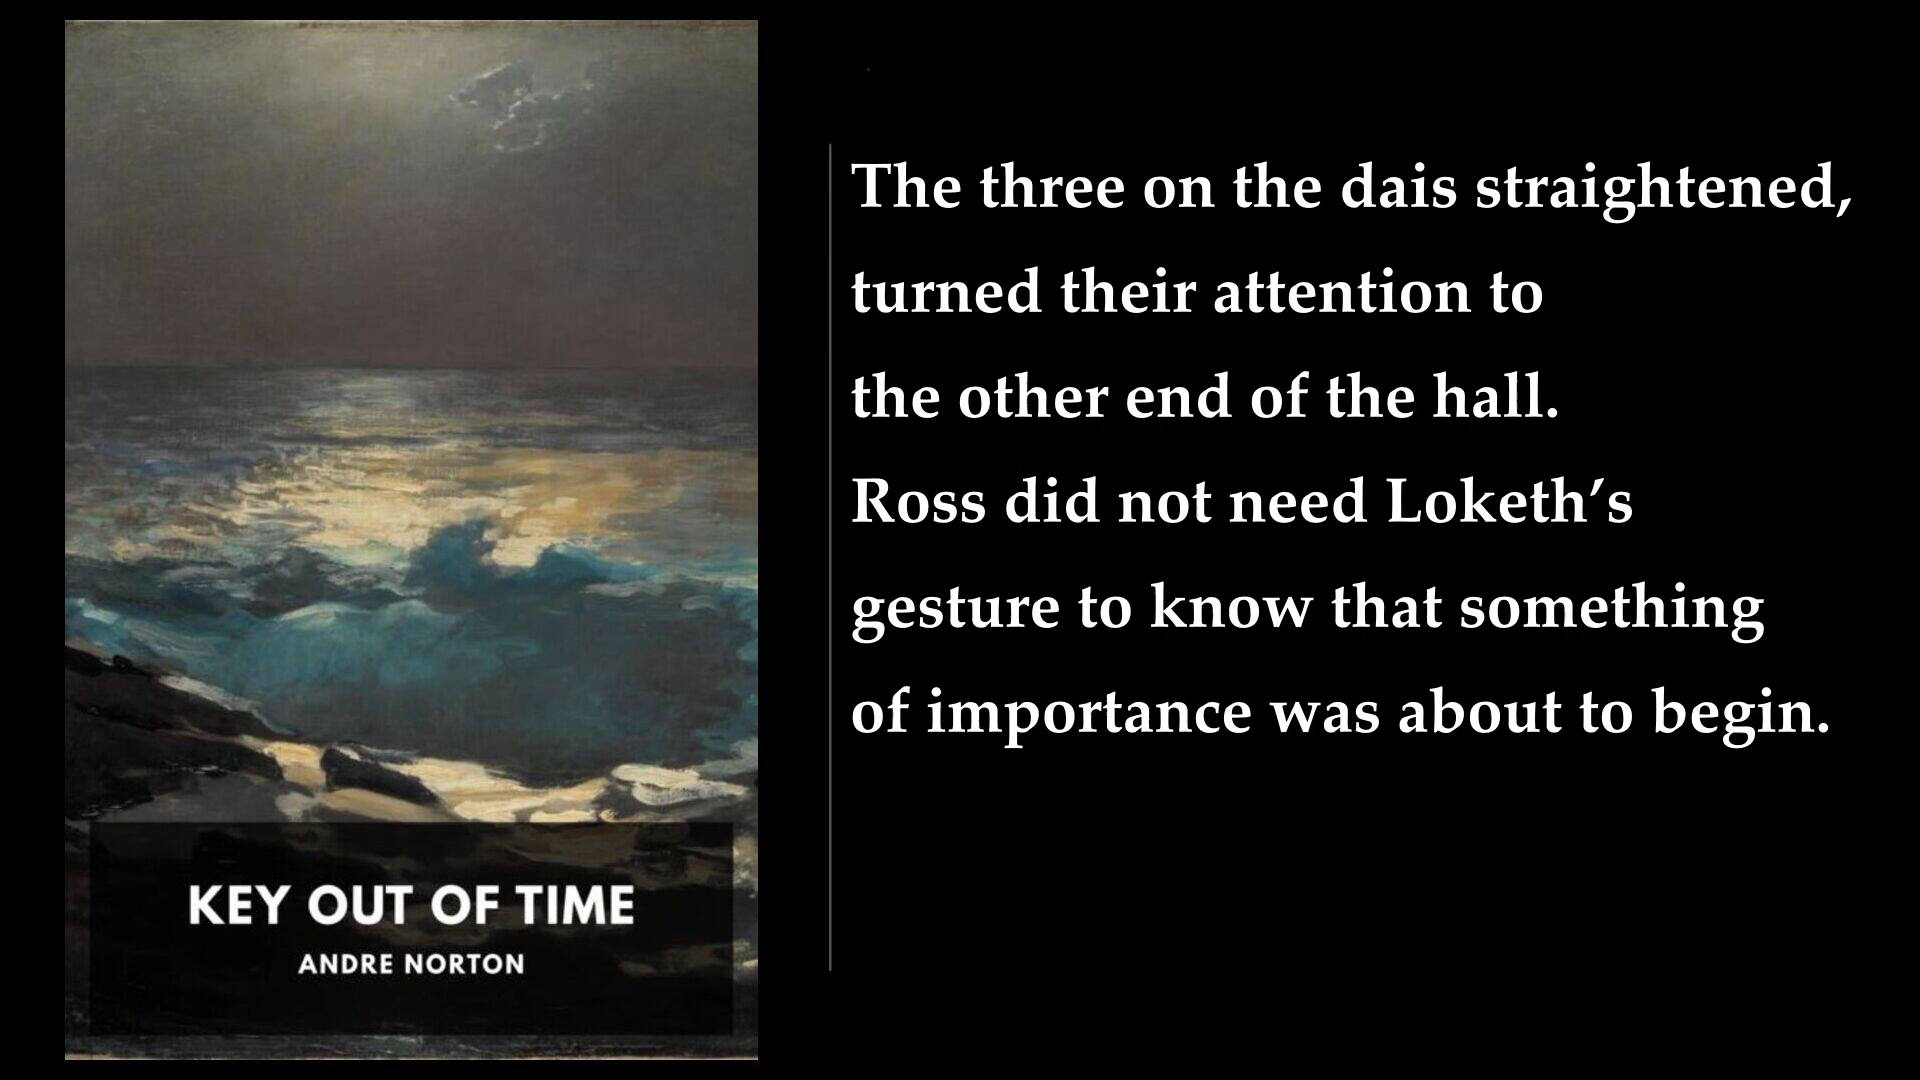 The three on the dais straightened,
turned their attention to
the other end of the hall.
Ross did not need Loketh’s
gesture to know that something
of importance was about to begin.
KEY OUT OF TIME
ANDRE NORTON